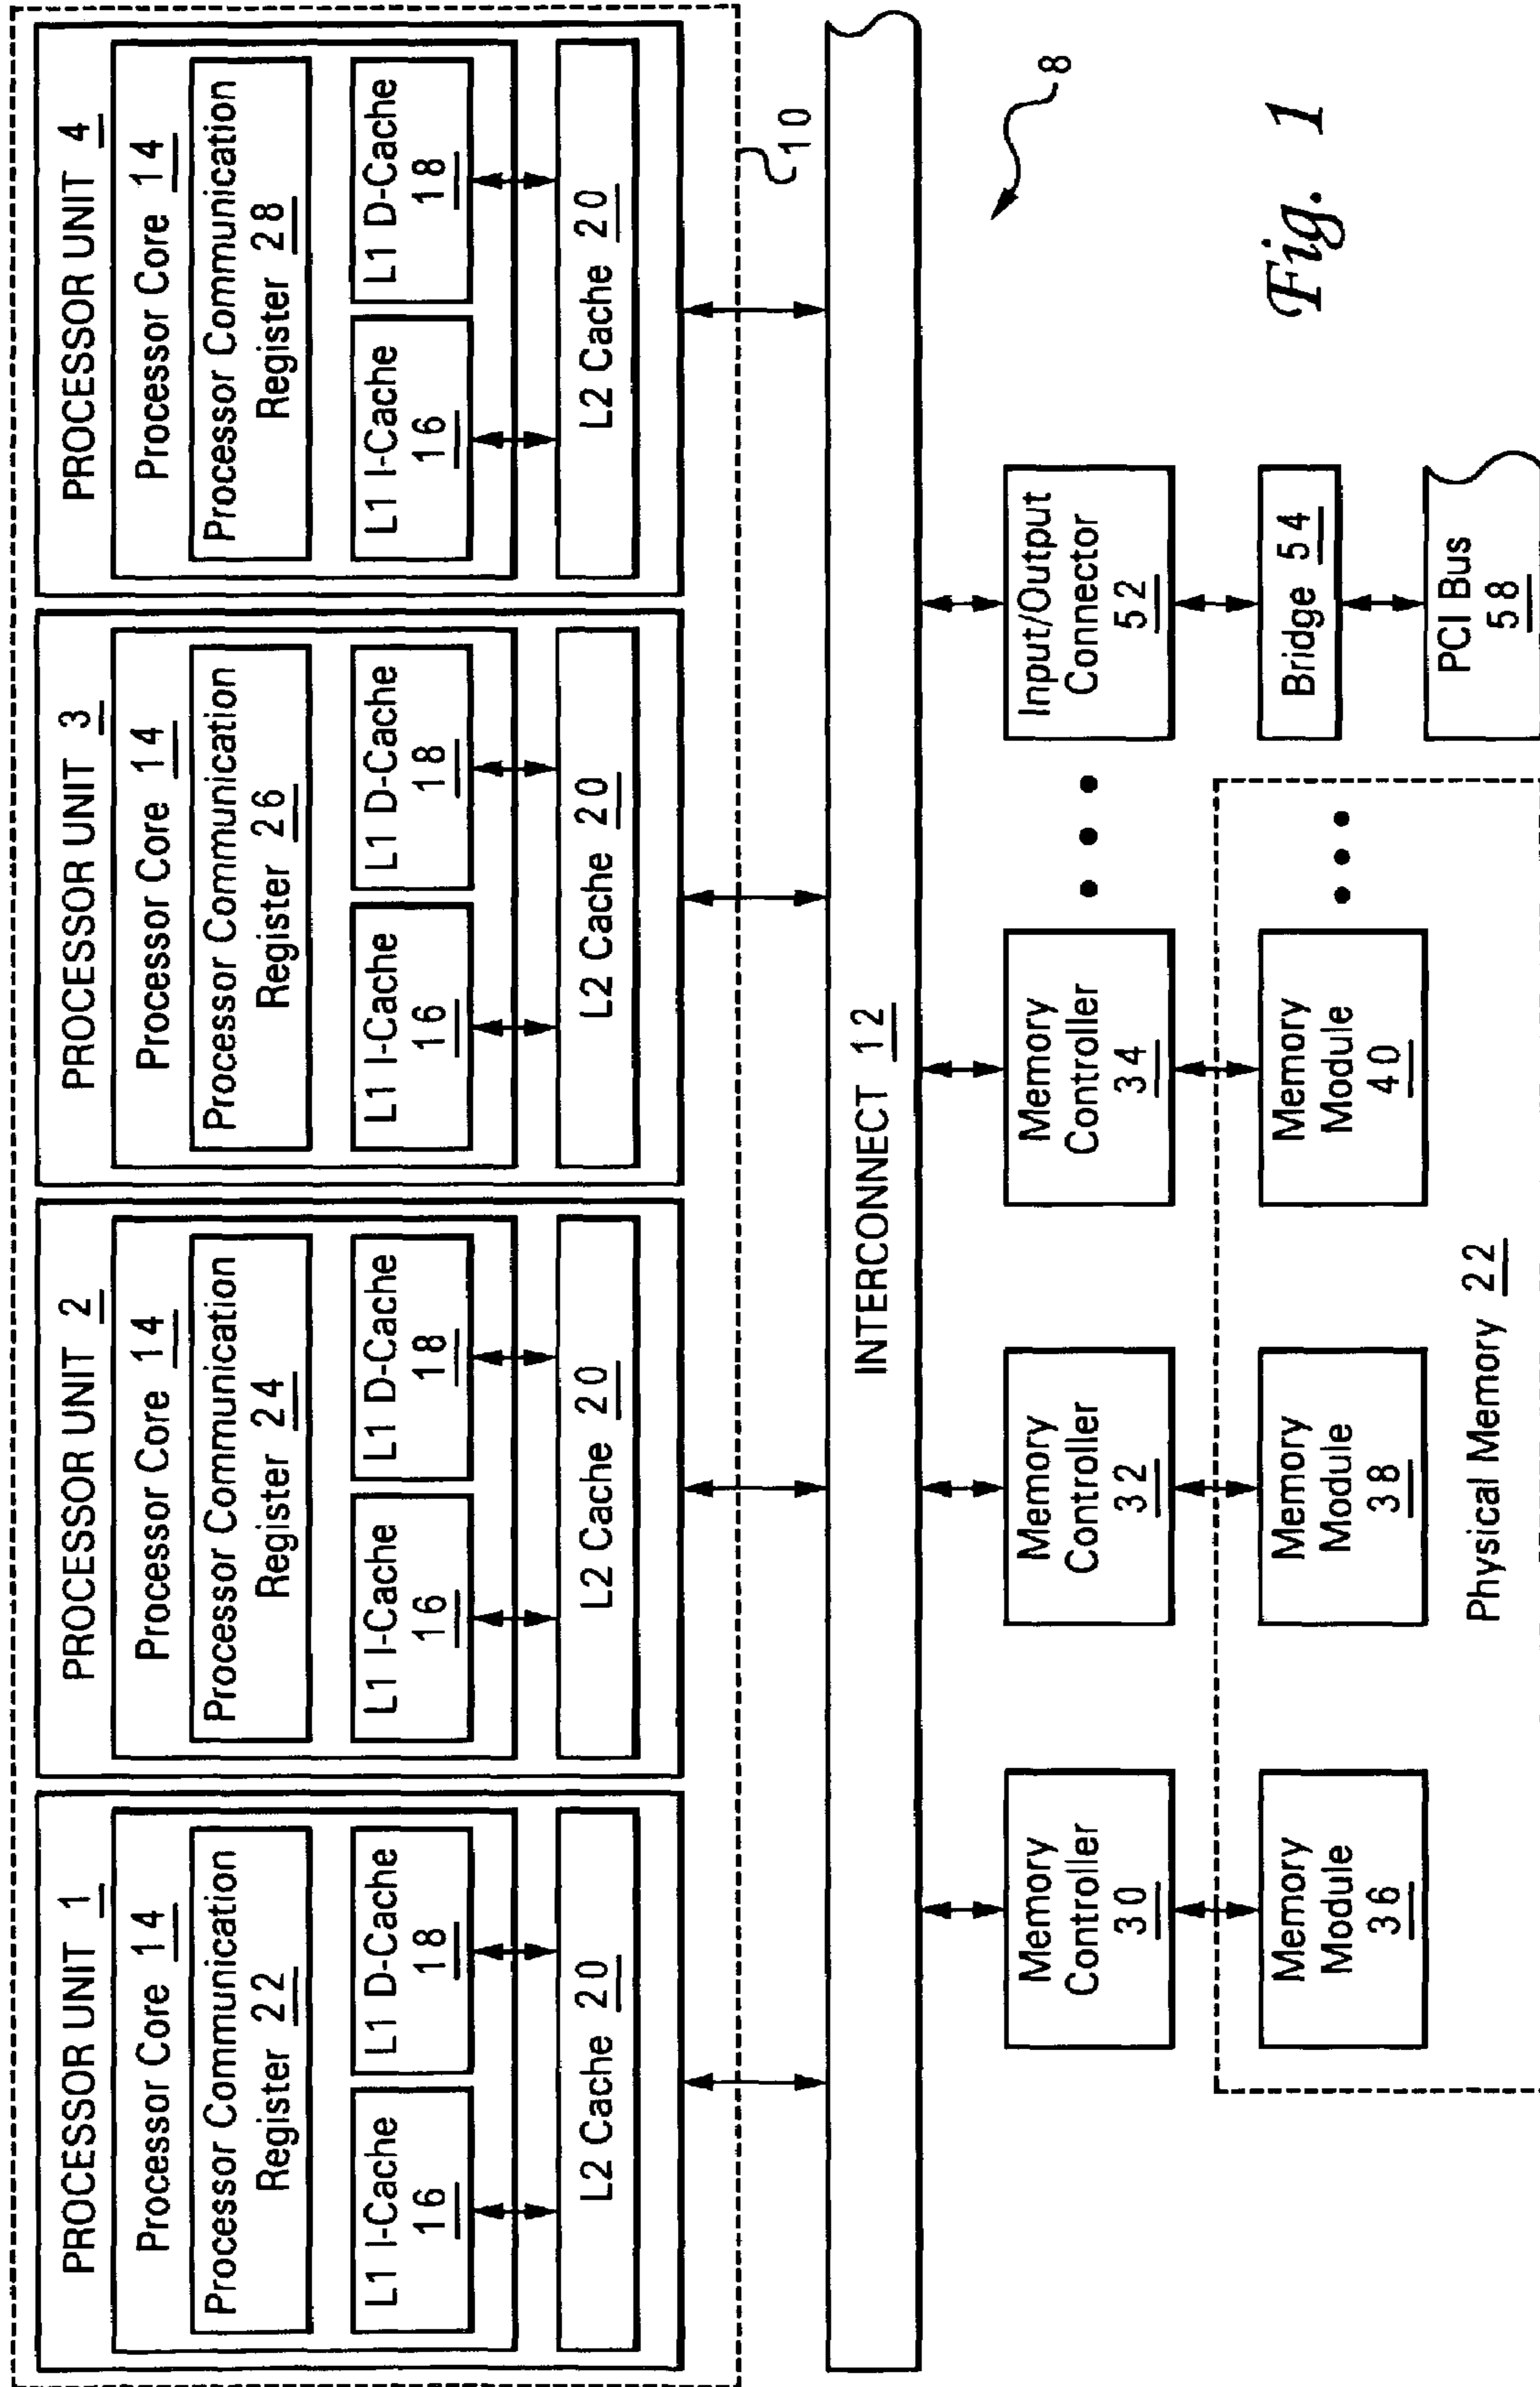 PROCESSOR UNIT 1
Processor Core 14
Processor Communication
Register 22
L1 I-Cache
16
L1 D-Cache
18
L2 Cache 20
PROCESSOR UNIT 2
Processor Core 14
Processor Communication
Register 24
L1 I-Cache
16
L1 D-Cache
18
L2 Cache 20
PROCESSOR UNIT 3
Processor Core 14
Processor Communication
Register 26
L1 I-Cache
16
L1 D-Cache
18
L2 Cache 20
PROCESSOR UNIT 4
Processor Core 14
Processor Communication
Register 28
L1 I-Cache
16
L1 D-Cache
18
L2 Cache 20
10
INTERCONNECT 12
8
Memory
Controller
30
Memory
Controller
32
Memory
Controller
34
Input/Output
Connector
52
Memory
Module
36
Memory
Module
38
Memory
Module
40
Bridge 54
PCI Bus
58
Physical Memory 22
Fig. 1